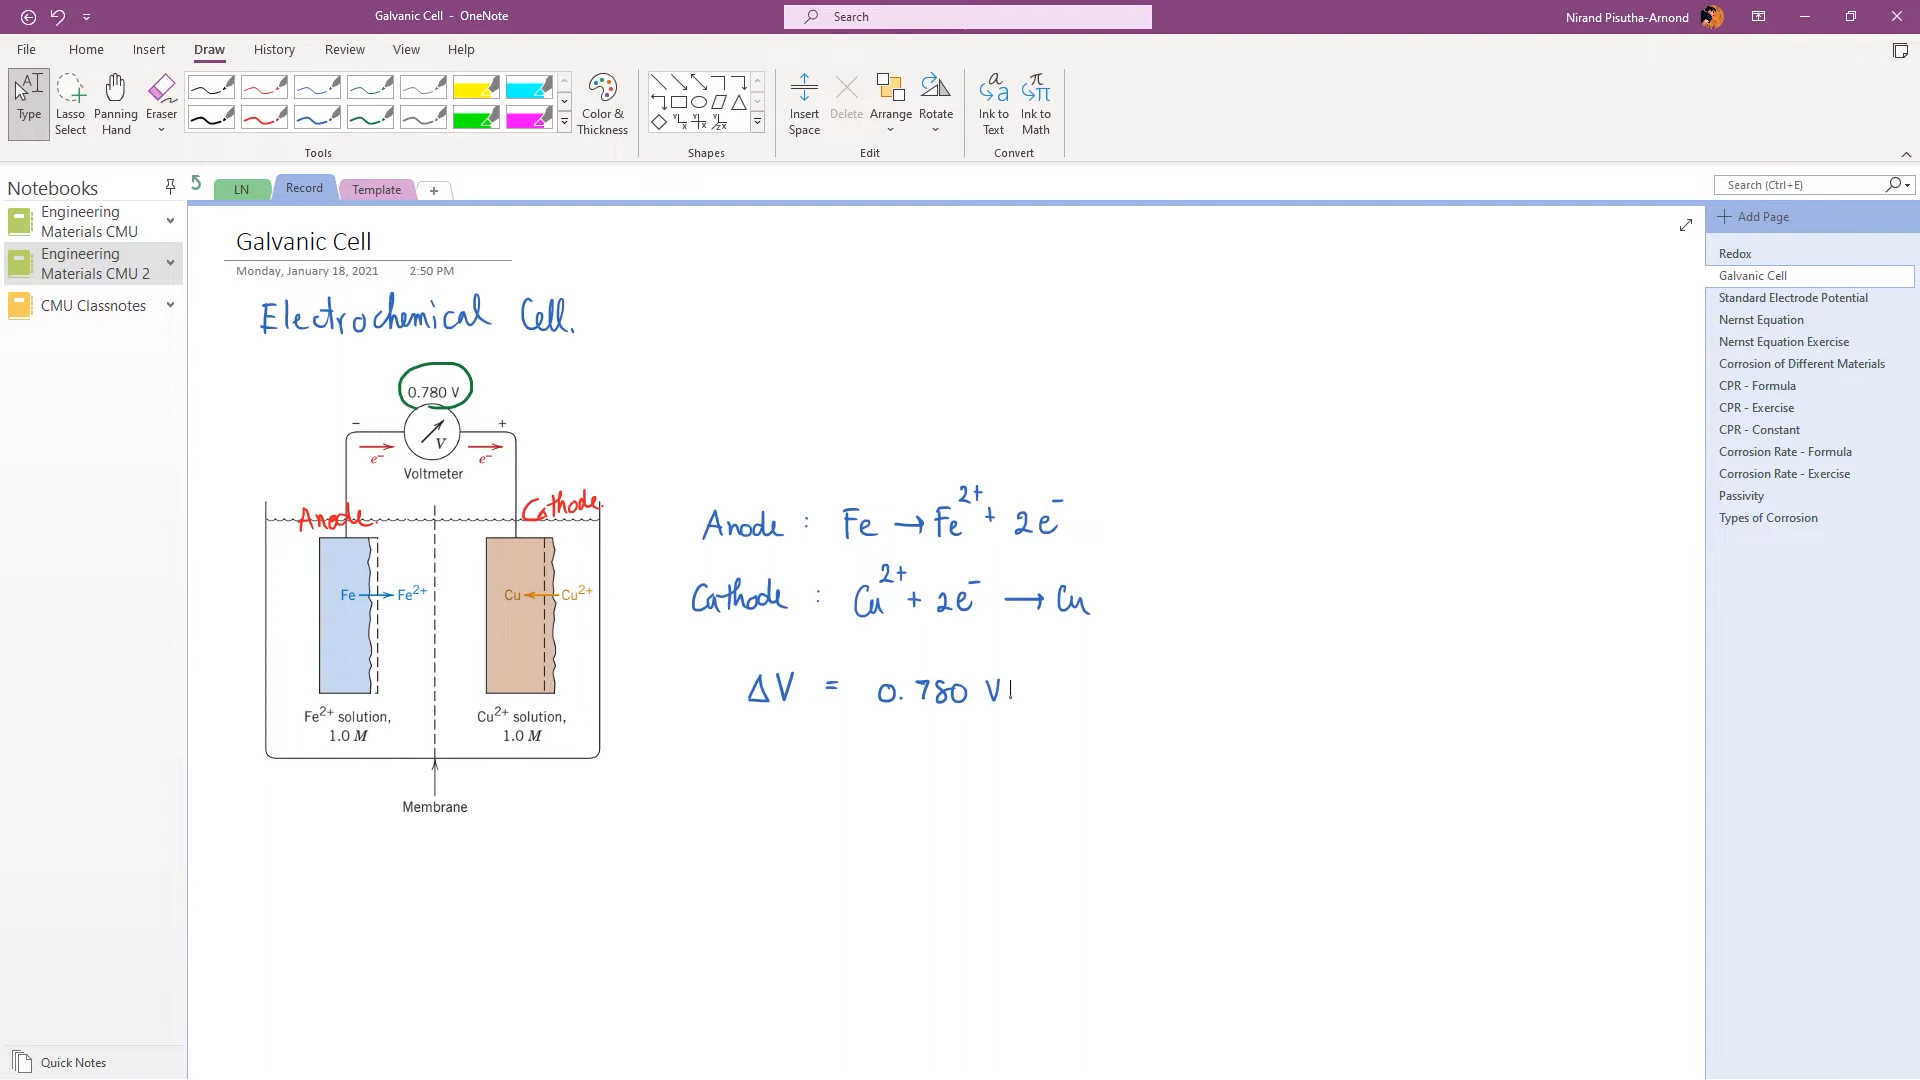 Galvanic Cell - OneNote
Search
Nirand Pisutha-Arnond
File Home Insert Draw History Review View Help
Type
Lasso Select
Panning Hand
Eraser
Color & Thickness
Insert Space
Delete
Arrange
Rotate
Ink to Text
Ink to Math
Tools
Shapes
Edit
Convert
Notebooks
LN
Record
Template
Search (Ctrl+E)
Engineering Materials CMU
Engineering Materials CMU 2
CMU Classnotes
Quick Notes
Galvanic Cell
Monday, January 18, 2021 2:50 PM
Electrochemical Cell.
0.780 V
− +
V
e⁻ e⁻
Voltmeter
Anode. Cathode.
Fe → Fe²⁺
Cu ← Cu²⁺
Fe²⁺ solution,
1.0 M
Cu²⁺ solution,
1.0 M
Membrane
Anode : Fe → Fe²⁺ + 2e⁻
Cathode : Cu²⁺ + 2e⁻ → Cu
ΔV = 0.780 V
Add Page
Redox
Galvanic Cell
Standard Electrode Potential
Nernst Equation
Nernst Equation Exercise
Corrosion of Different Materials
CPR - Formula
CPR - Exercise
CPR - Constant
Corrosion Rate - Formula
Corrosion Rate - Exercise
Passivity
Types of Corrosion